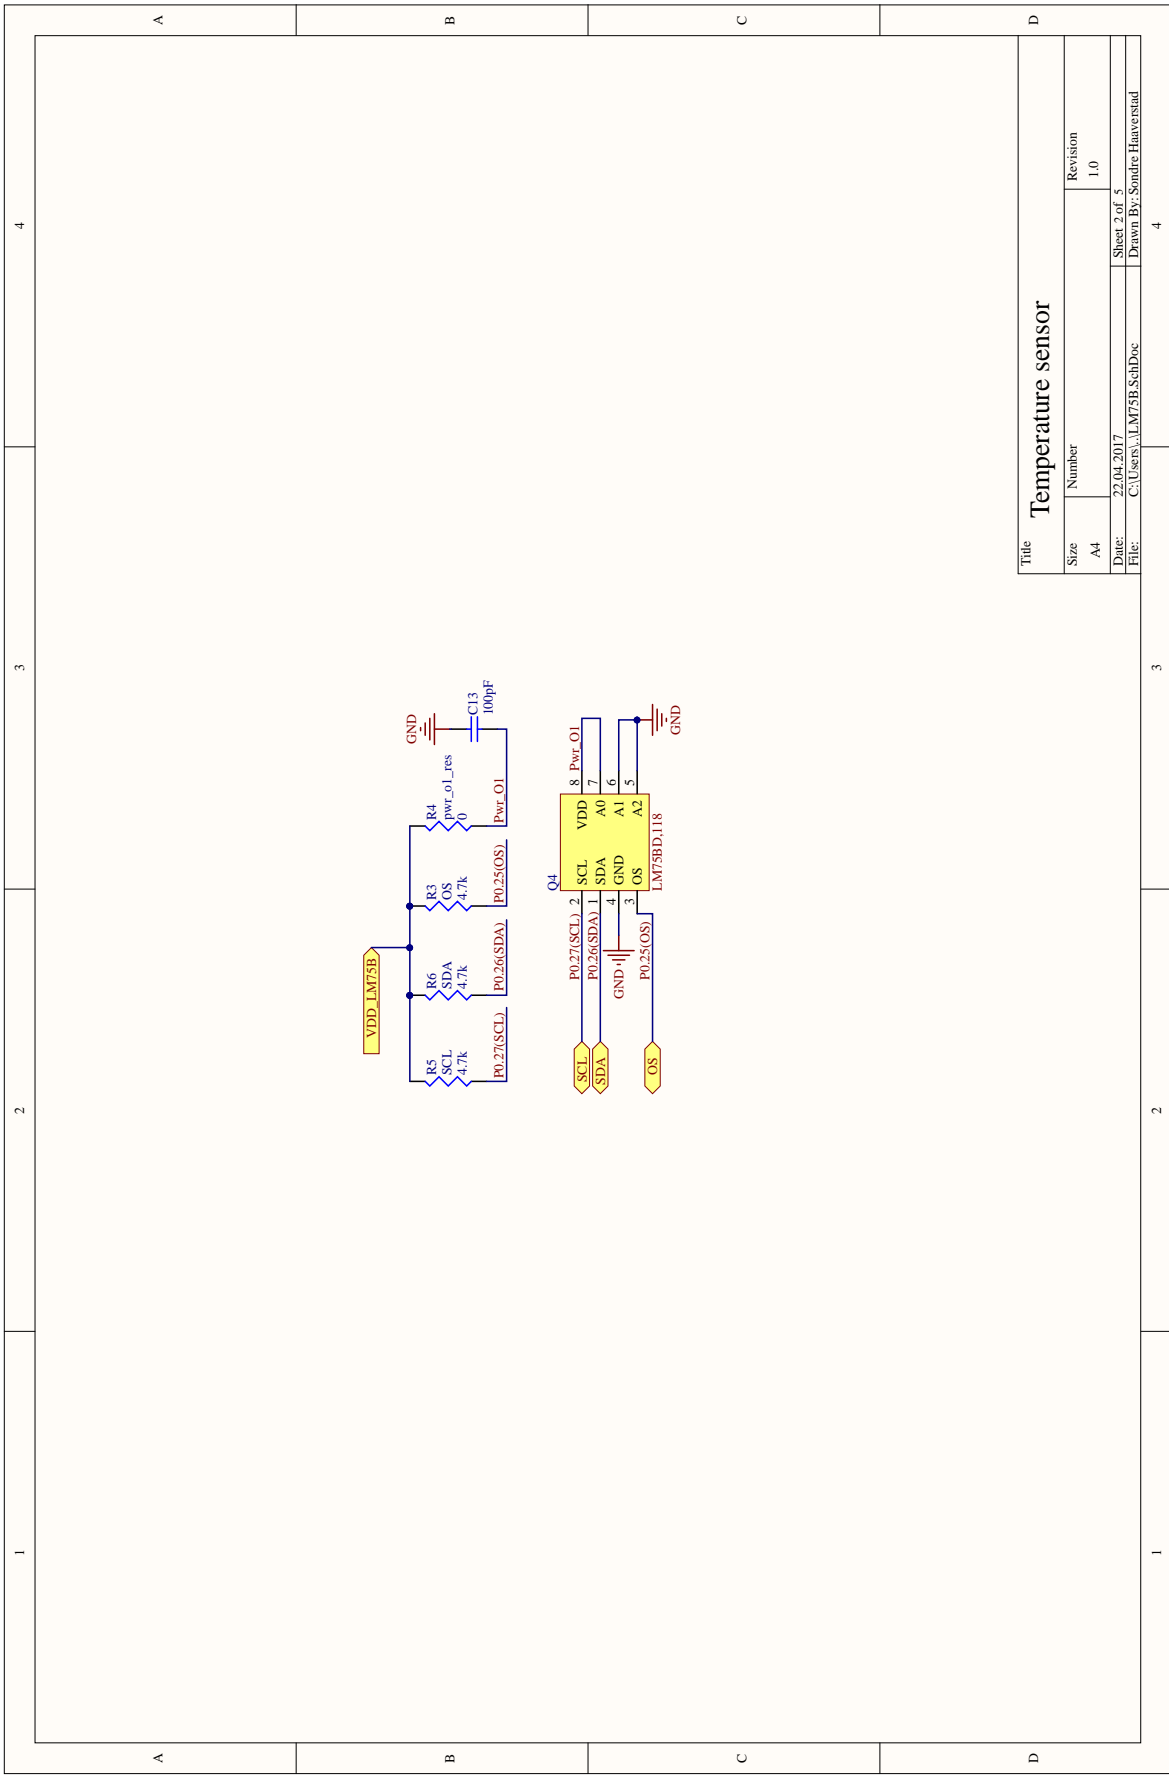 1
2
3
4
A
B
C
D
A
B
C
D
1
2
3
4
VDD_LM75B
R5
SCL
4.7k
P0.27(SCL)
R6
SDA
4.7k
P0.26(SDA)
R3
OS
4.7k
P0.25(OS)
R4
pwr_o1_res
0
Pwr_O1
GND
C13
100pF
Q4
SCL
SDA
OS
P0.27(SCL)
P0.26(SDA)
GND
P0.25(OS)
2
1
4
3
SCL
SDA
GND
OS
VDD
A0
A1
A2
8
7
6
5
Pwr_O1
GND
LM75BD,118
Title
Temperature sensor
Size
A4
Number
Revision
1.0
Date: 22.04.2017 Sheet 2 of 5
File: C:\Users\..\LM75B.SchDoc Drawn By: Sondre Haaverstad